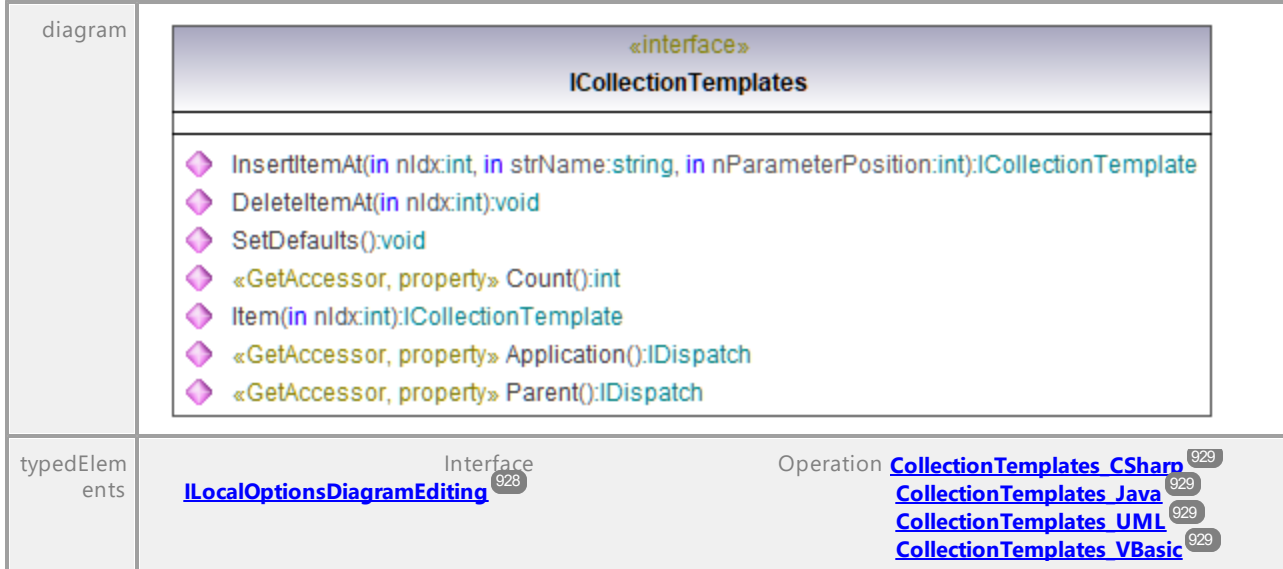 diagram
«interface»
ICollectionTemplates
InsertItemAt(in nIdx:int, in strName:string, in nParameterPosition:int):ICollectionTemplate
DeleteItemAt(in nIdx:int):void
SetDefaults():void
«GetAccessor, property» Count():int
Item(in nIdx:int):ICollectionTemplate
«GetAccessor, property» Application():IDispatch
«GetAccessor, property» Parent():IDispatch
typedElem
ents
Interface
ILocalOptionsDiagramEditing 928
Operation CollectionTemplates_CSharp 929
CollectionTemplates_Java 929
CollectionTemplates_UML 929
CollectionTemplates_VBasic 929